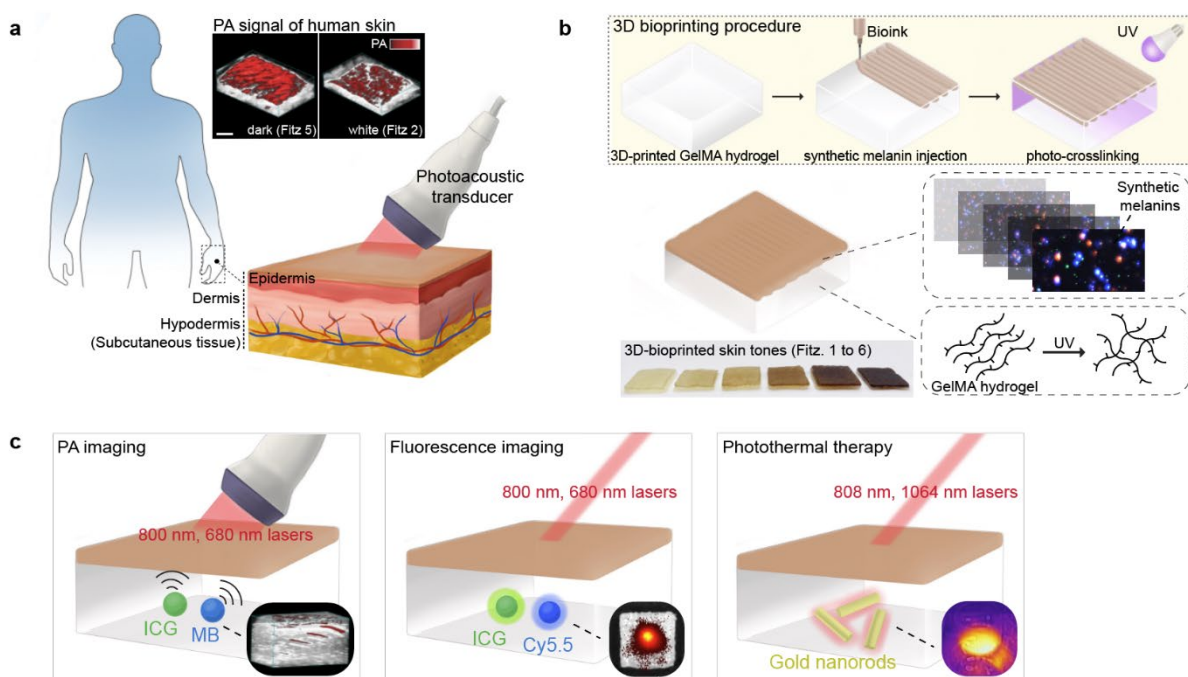 a
PA signal of human skin
PA
dark (Fitz 5)
white (Fitz 2)
Photoacoustic
transducer
Epidermis
Dermis
Hypodermis
(Subcutaneous tissue)
b
3D bioprinting procedure
Bioink
UV
3D-printed GelMA hydrogel
synthetic melanin injection
photo-crosslinking
Synthetic
melanins
3D-bioprinted skin tones (Fitz. 1 to 6)
UV
GelMA hydrogel
c
PA imaging
800 nm, 680 nm lasers
ICG
MB
Fluorescence imaging
800 nm, 680 nm lasers
ICG
Cy5.5
Photothermal therapy
808 nm, 1064 nm lasers
Gold nanorods